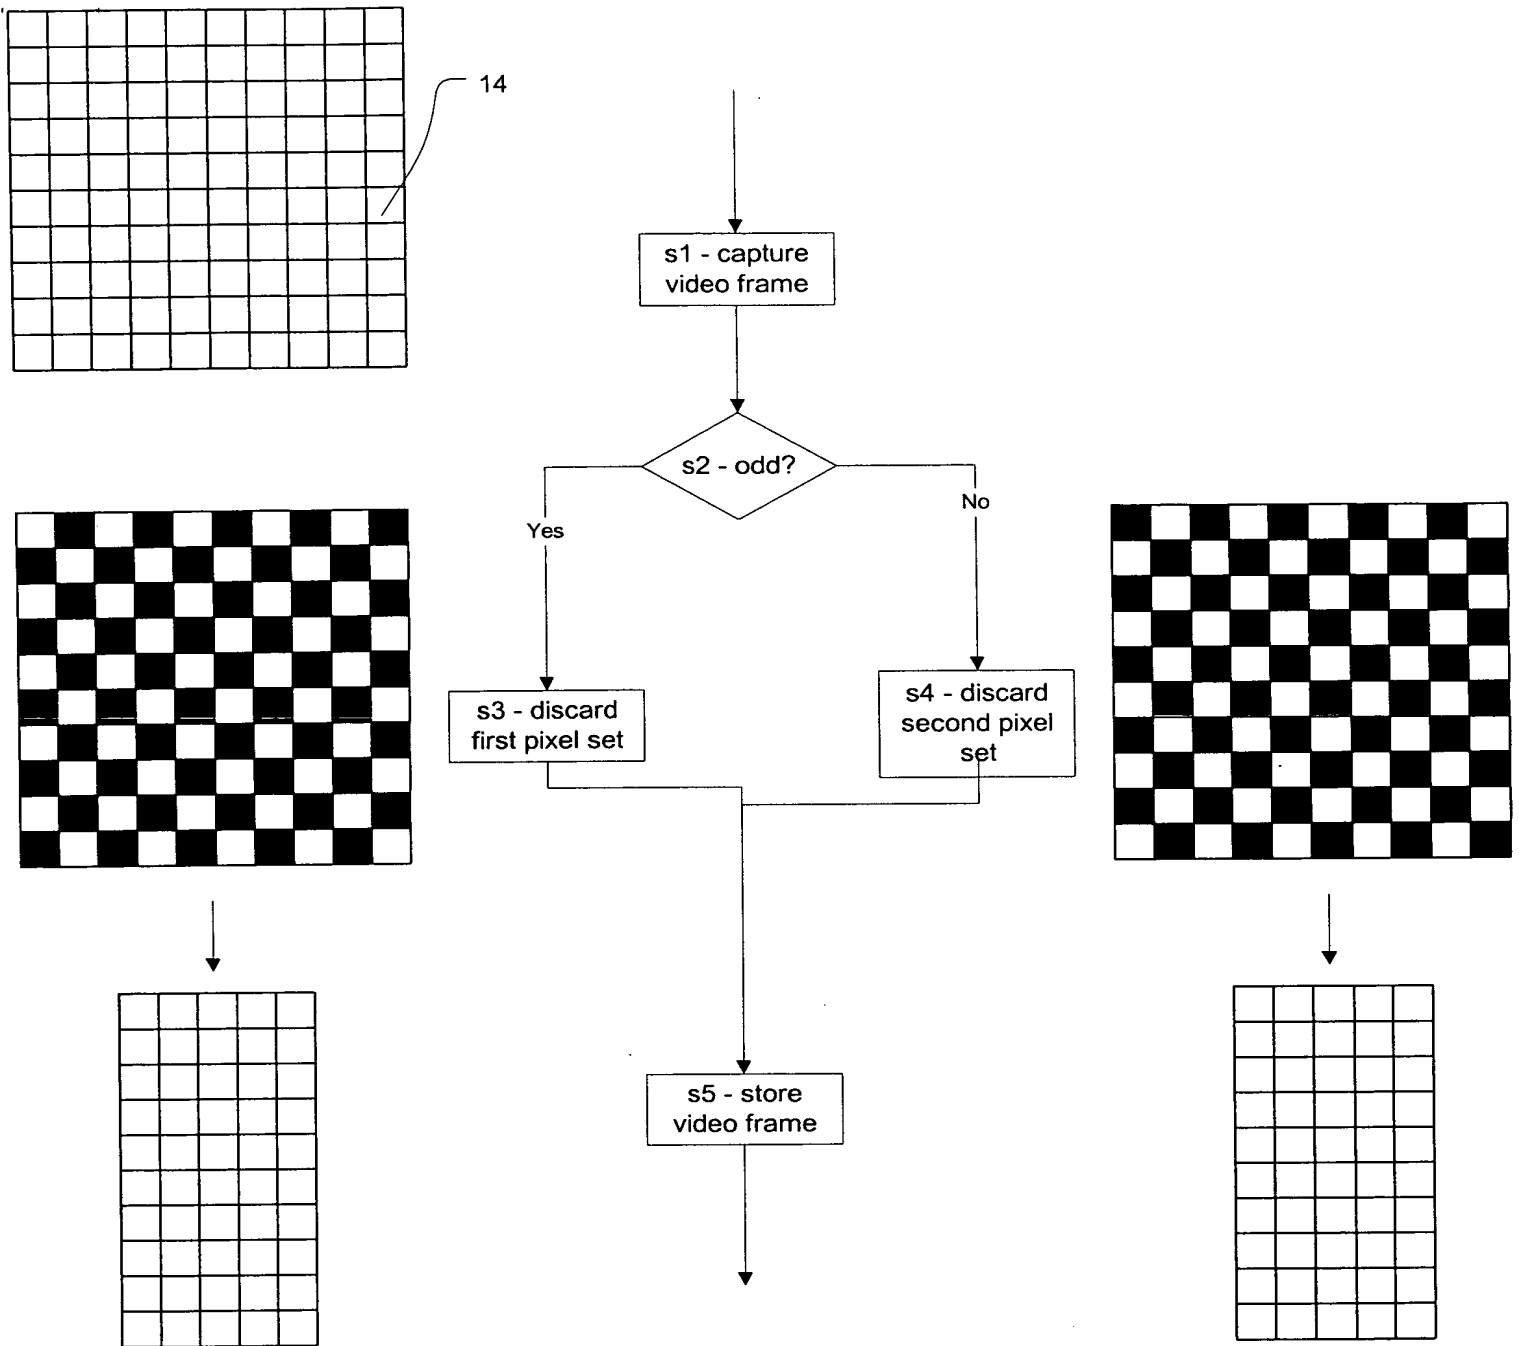 14
s1 - capture
video frame
s2 - odd?
Yes
No
s3 - discard
first pixel set
s4 - discard
second pixel
set
s5 - store
video frame